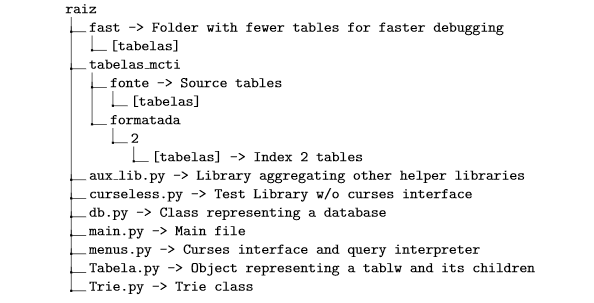 raiz
fast -> Folder with fewer tables for faster debugging
[tabelas]
tabelas_mcti
fonte -> Source tables
[tabelas]
formatada
2
[tabelas] -> Index 2 tables
aux_lib.py -> Library aggregating other helper libraries
curseless.py -> Test Library w/o curses interface
db.py -> Class representing a database
main.py -> Main file
menus.py -> Curses interface and query interpreter
Tabela.py -> Object representing a tablw and its children
Trie.py -> Trie class